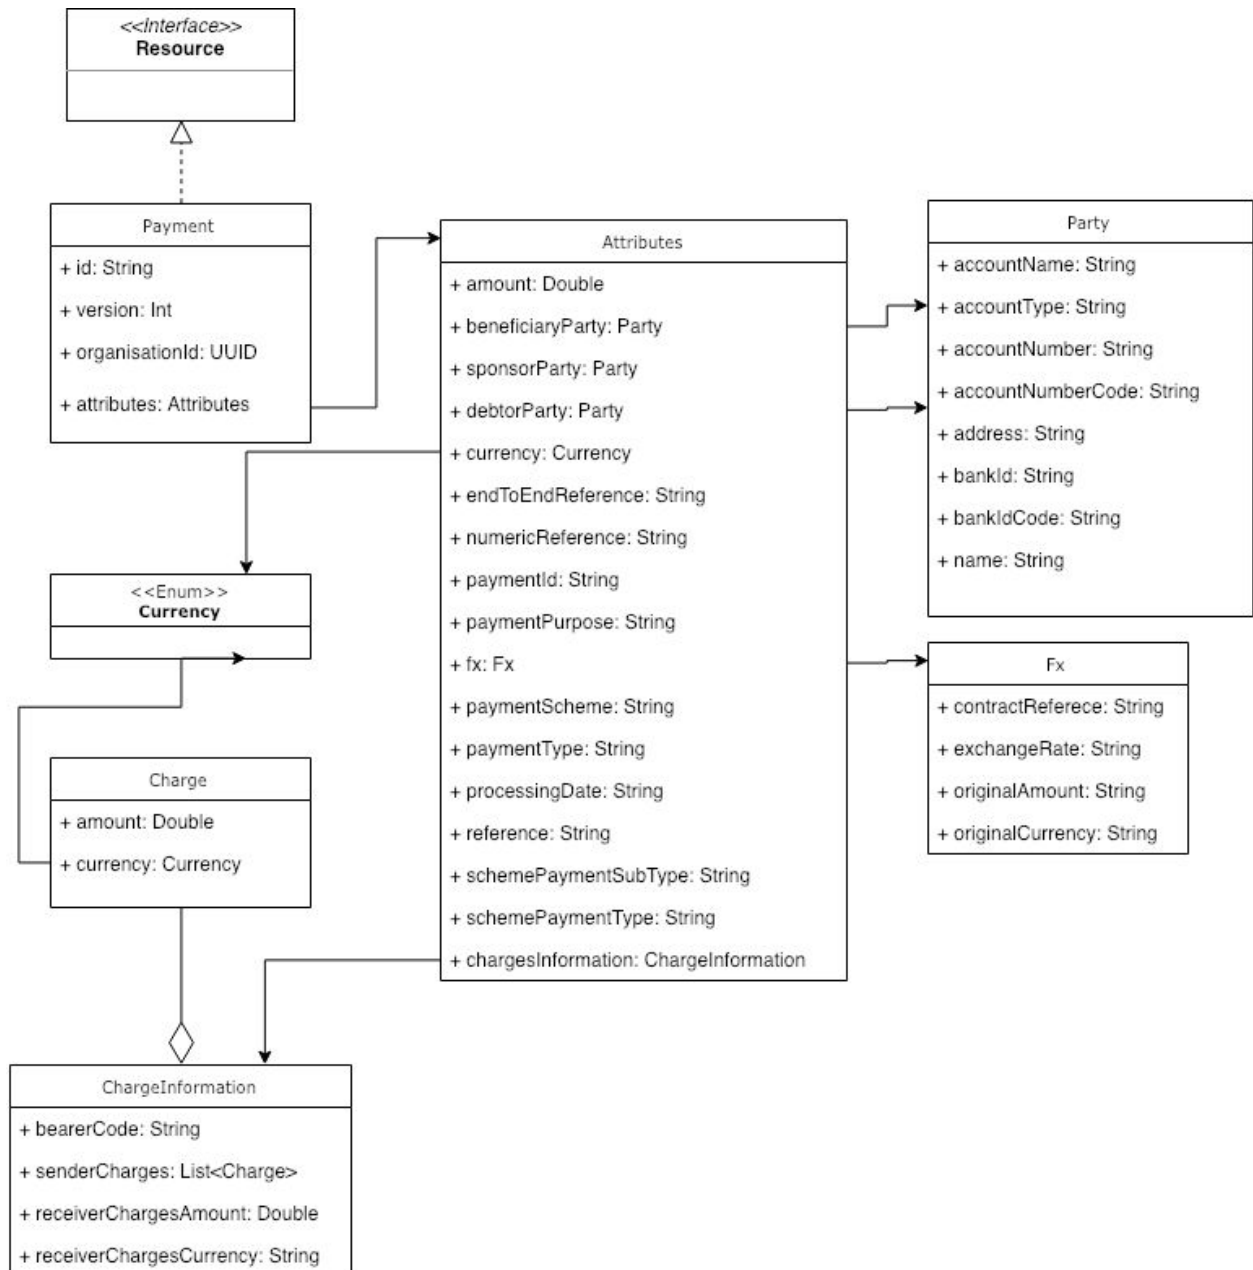 <<Interface>>
Resource
Payment
+ id: String
+ version: Int
+ organisationId: UUID
+ attributes: Attributes
Attributes
+ amount: Double
+ beneficiaryParty: Party
+ sponsorParty: Party
+ debtorParty: Party
+ currency: Currency
+ endToEndReference: String
+ numericReference: String
+ paymentId: String
+ paymentPurpose: String
+ fx: Fx
+ paymentScheme: String
+ paymentType: String
+ processingDate: String
+ reference: String
+ schemePaymentSubType: String
+ schemePaymentType: String
+ chargesInformation: ChargeInformation
Party
+ accountName: String
+ accountType: String
+ accountNumber: String
+ accountNumberCode: String
+ address: String
+ bankId: String
+ bankIdCode: String
+ name: String
Fx
+ contractReferece: String
+ exchangeRate: String
+ originalAmount: String
+ originalCurrency: String
<<Enum>>
Currency
Charge
+ amount: Double
+ currency: Currency
ChargeInformation
+ bearerCode: String
+ senderCharges: List<Charge>
+ receiverChargesAmount: Double
+ receiverChargesCurrency: String